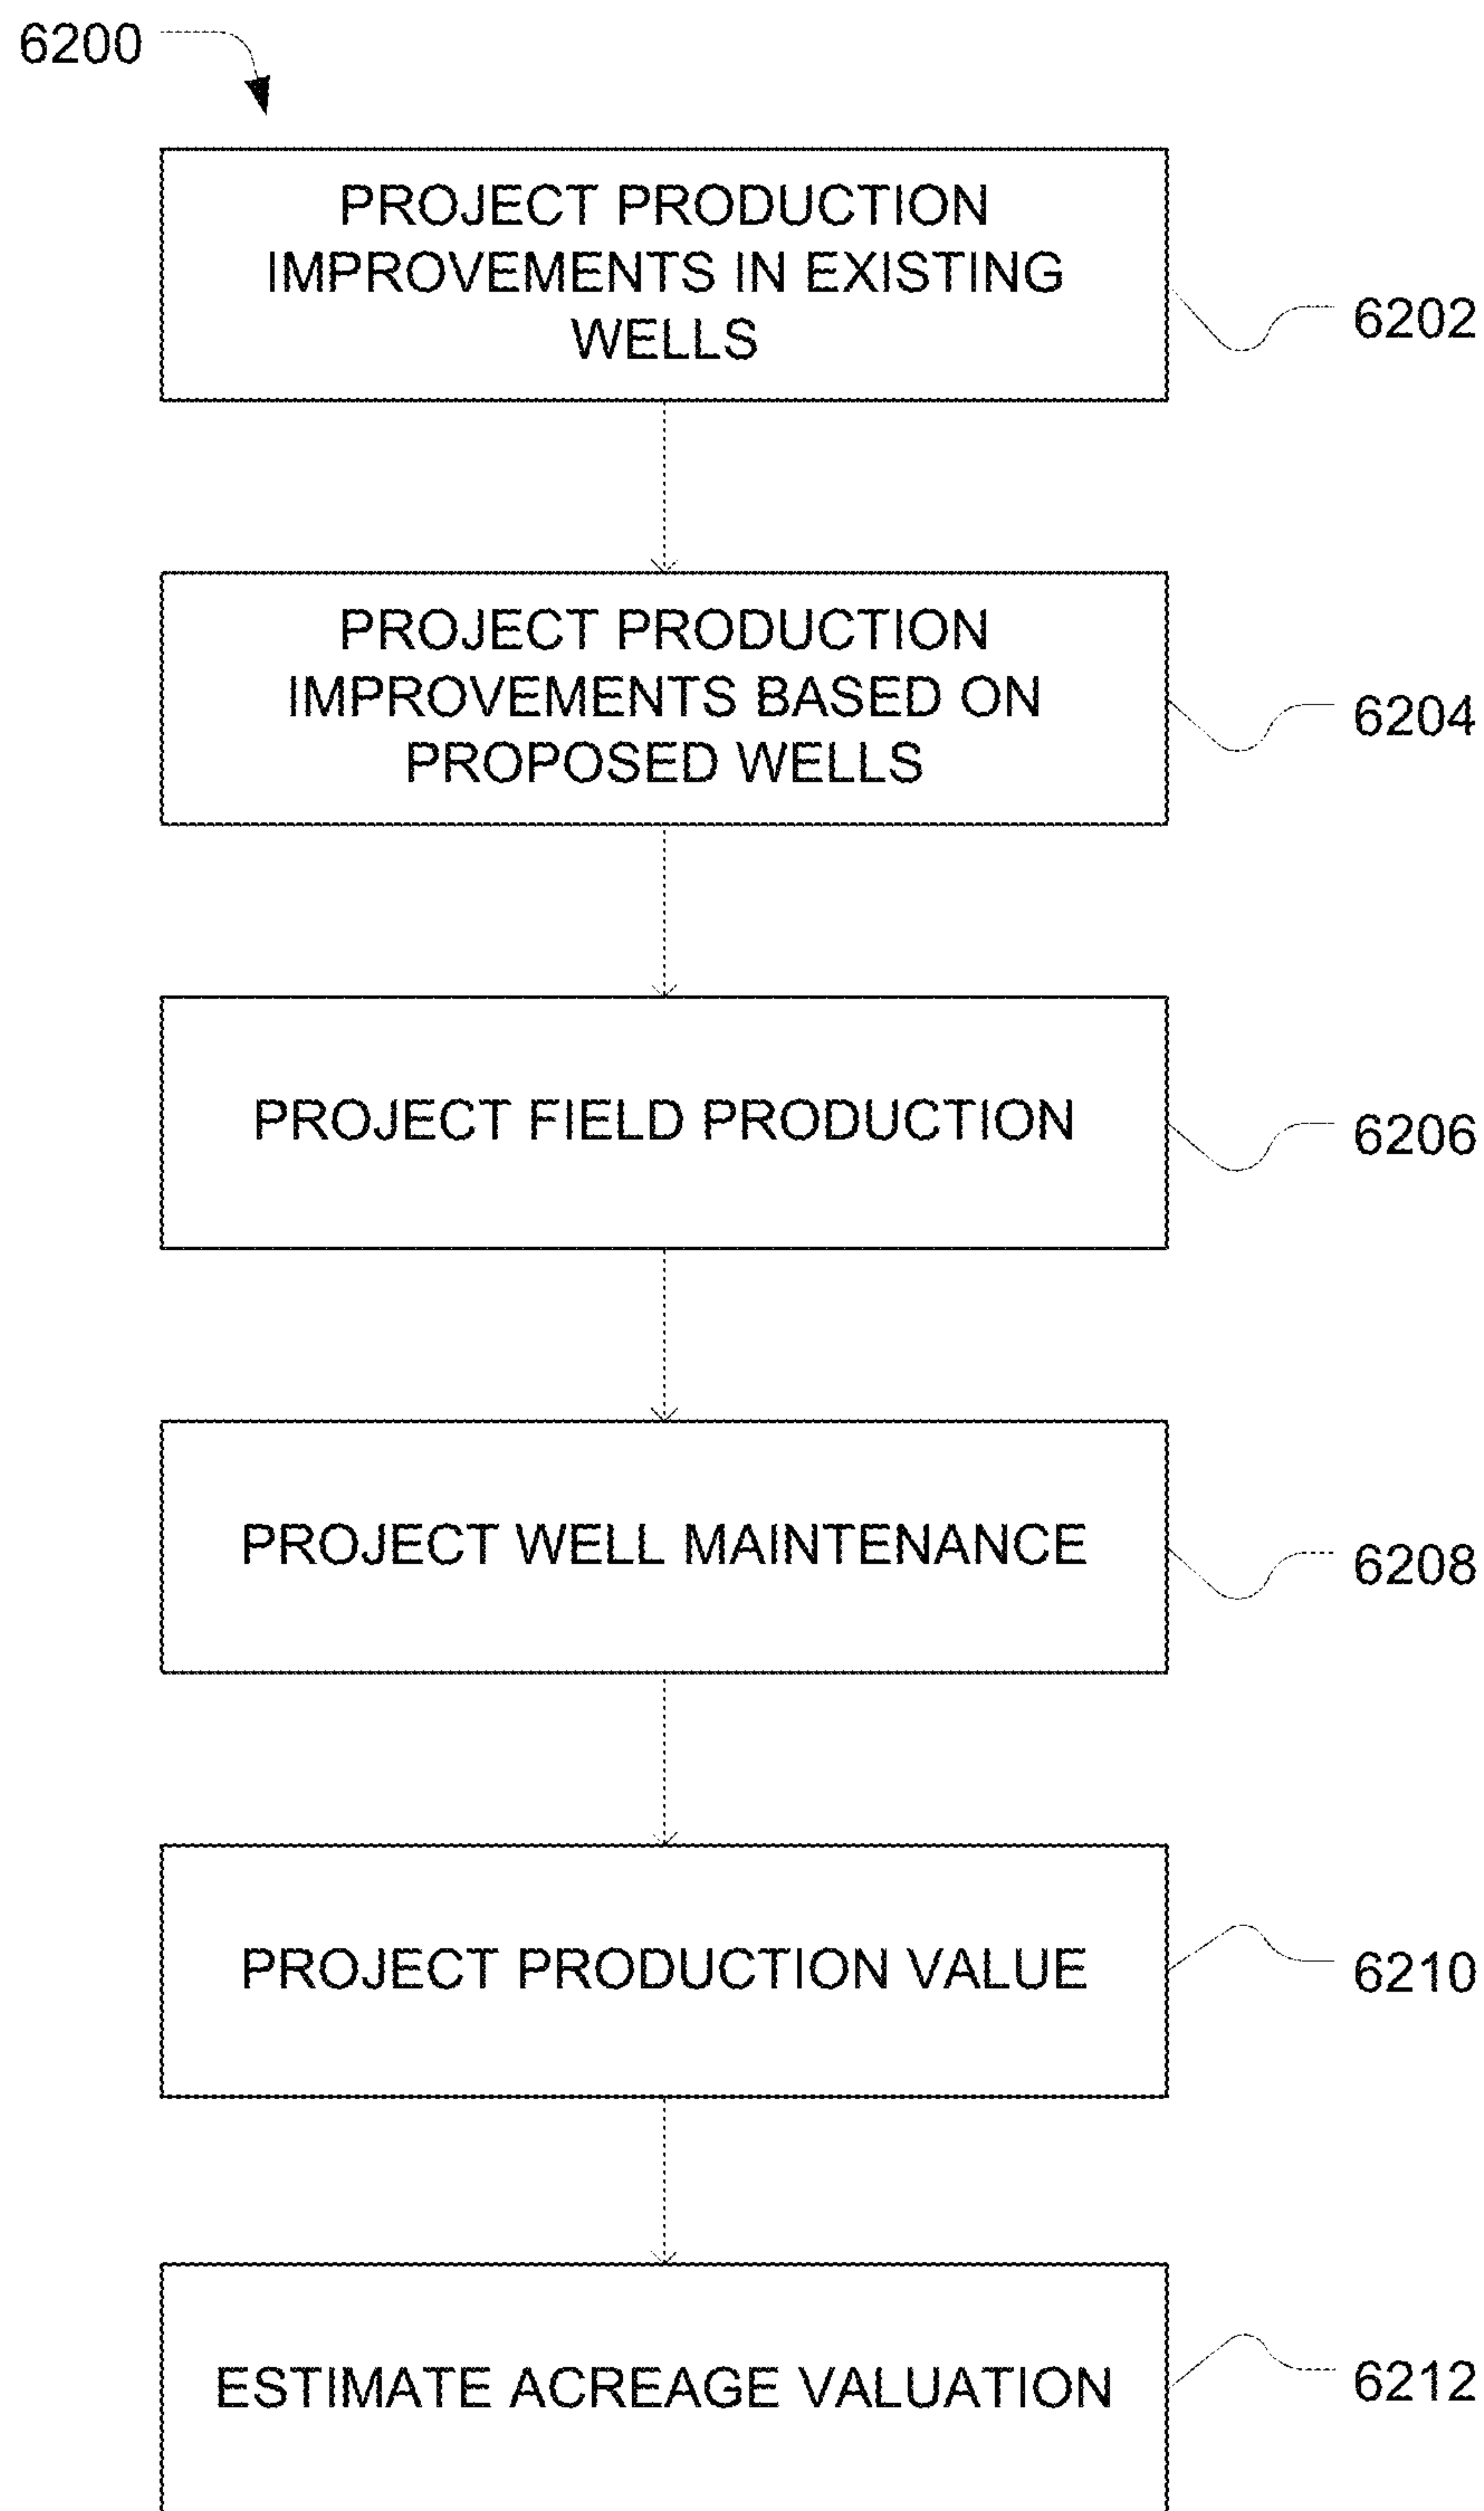 6200
PROJECT PRODUCTION
IMPROVEMENTS IN EXISTING
WELLS
6202
PROJECT PRODUCTION
IMPROVEMENTS BASED ON
PROPOSED WELLS
6204
PROJECT FIELD PRODUCTION
6206
PROJECT WELL MAINTENANCE
6208
PROJECT PRODUCTION VALUE
6210
ESTIMATE ACREAGE VALUATION
6212